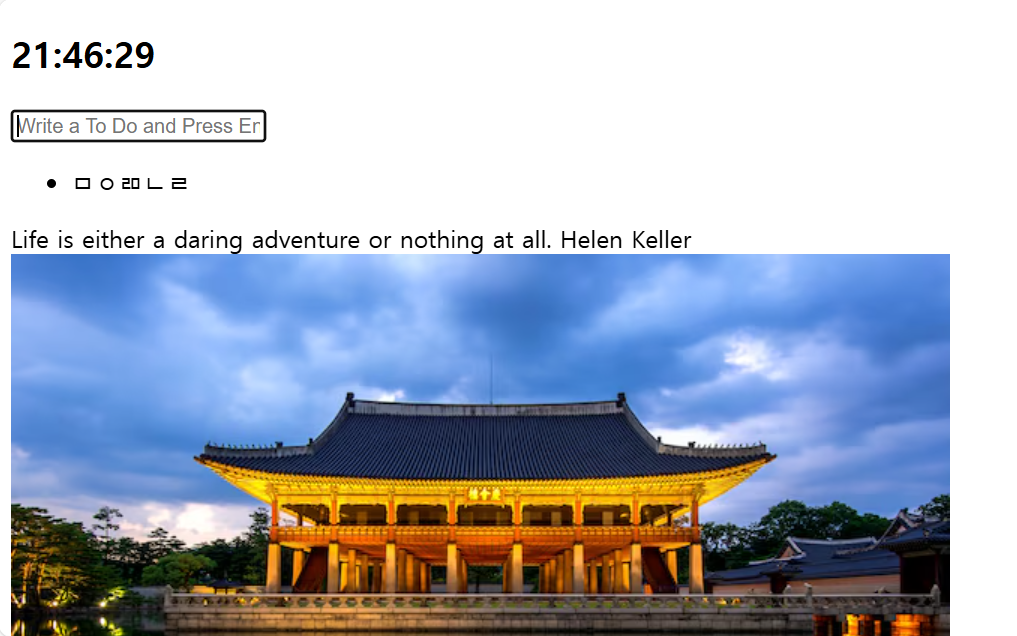 21:46:29
Write a To Do and Press Er
ㅁㅇㄻㄴㄹ
Life is either a daring adventure or nothing at all. Helen Keller